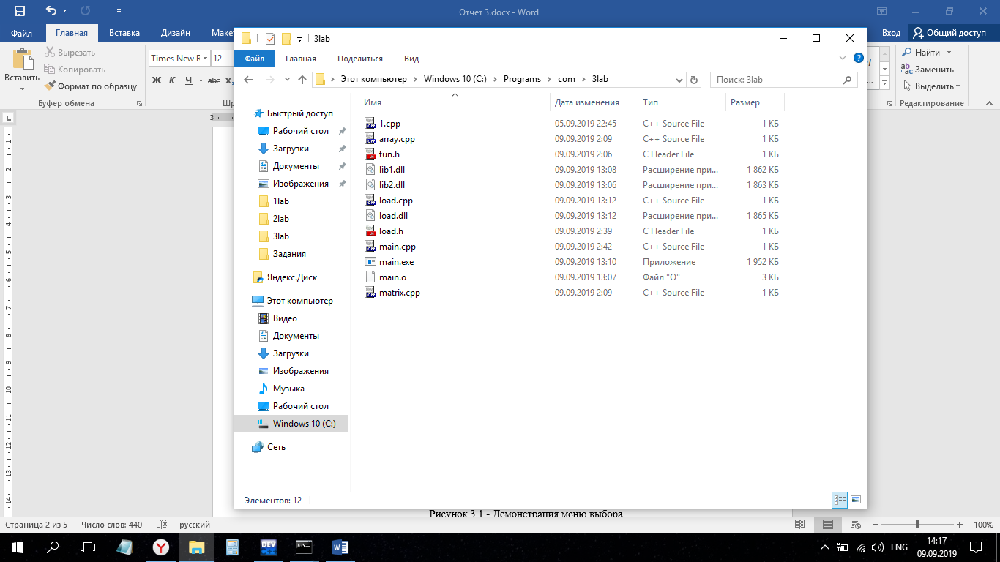 Отчет 3.docx - Word
Файл
Главная
Вставка
Дизайн
Вход
Общий доступ
Вставить
Вырезать
Копировать
Формат по образцу
Буфер обмена
Times New
12
Ж К Ч abc
Найти
Заменить
Выделить
Редактирование
3lab
Файл Главная Поделиться Вид
Этот компьютер Windows 10 (C:) Programs com 3lab
Поиск: 3lab
Быстрый доступ
Рабочий стол
Загрузки
Документы
Изображения
1lab
2lab
3lab
Задания
Яндекс.Диск
Этот компьютер
Видео
Документы
Загрузки
Изображения
Музыка
Рабочий стол
Windows 10 (C:)
Сеть
Имя Дата изменения Тип Размер
1.cpp 05.09.2019 22:45 C++ Source File 1 КБ
array.cpp 09.09.2019 2:09 C++ Source File 1 КБ
fun.h 09.09.2019 2:06 C Header File 1 КБ
lib1.dll 09.09.2019 13:08 Расширение при... 1 862 КБ
lib2.dll 09.09.2019 13:06 Расширение при... 1 863 КБ
load.cpp 09.09.2019 13:12 C++ Source File 1 КБ
load.dll 09.09.2019 13:12 Расширение при... 1 865 КБ
load.h 09.09.2019 2:39 C Header File 1 КБ
main.cpp 09.09.2019 2:42 C++ Source File 1 КБ
main.exe 09.09.2019 13:10 Приложение 1 952 КБ
main.o 09.09.2019 13:07 Файл "O" 3 КБ
matrix.cpp 09.09.2019 2:09 C++ Source File 1 КБ
Элементов: 12
Рисунок 3.1 - Демонстрация меню выбора
Страница 2 из 5 Число слов: 440 русский
100%
ENG
14:17
09.09.2019